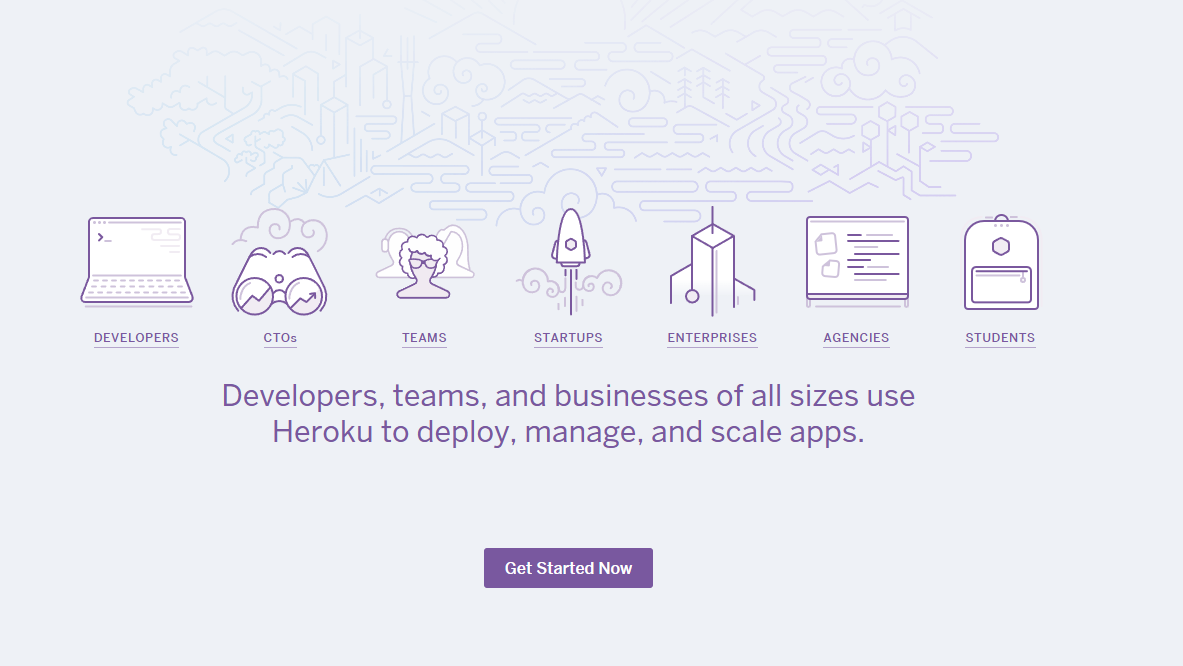 DEVELOPERS
CTOs
TEAMS
STARTUPS
ENTERPRISES
AGENCIES
STUDENTS
Developers, teams, and businesses of all sizes use
Heroku to deploy, manage, and scale apps.
Get Started Now